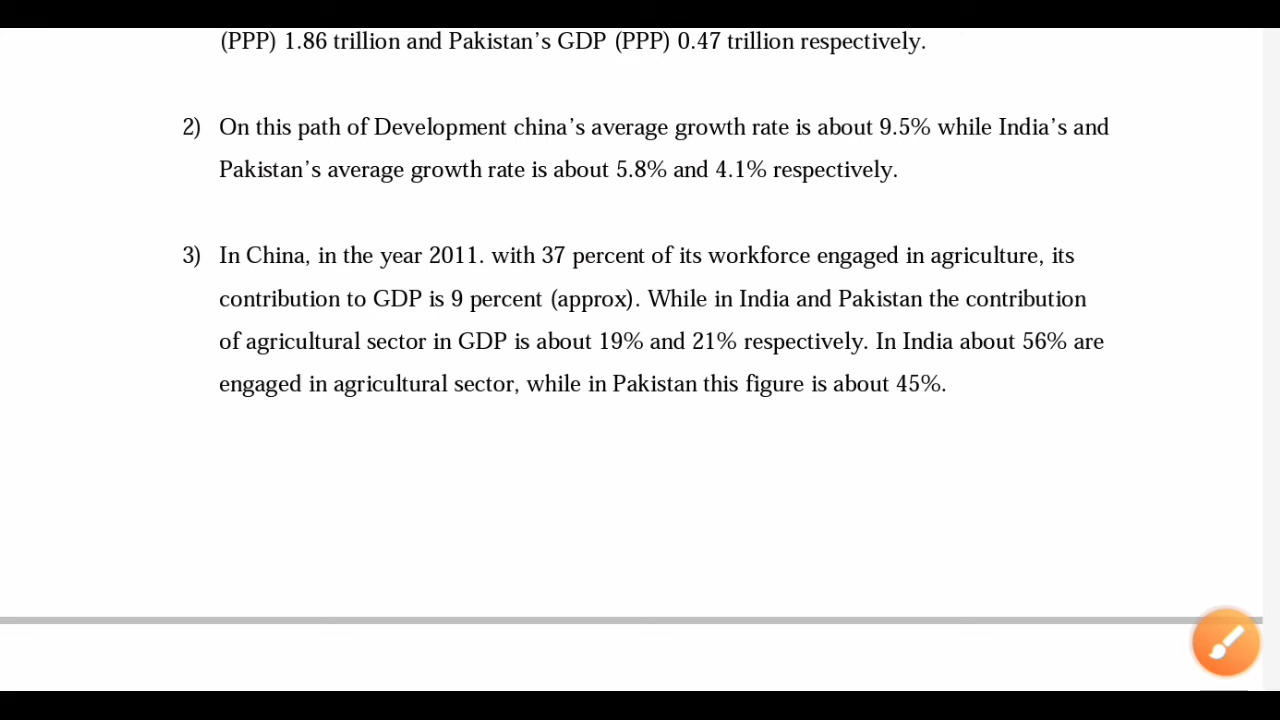 (PPP) 1.86 trillion and Pakistan’s GDP (PPP) 0.47 trillion respectively.
2) On this path of Development china’s average growth rate is about 9.5% while India’s and
Pakistan’s average growth rate is about 5.8% and 4.1% respectively.
3) In China, in the year 2011. with 37 percent of its workforce engaged in agriculture, its
contribution to GDP is 9 percent (approx). While in India and Pakistan the contribution
of agricultural sector in GDP is about 19% and 21% respectively. In India about 56% are
engaged in agricultural sector, while in Pakistan this figure is about 45%.